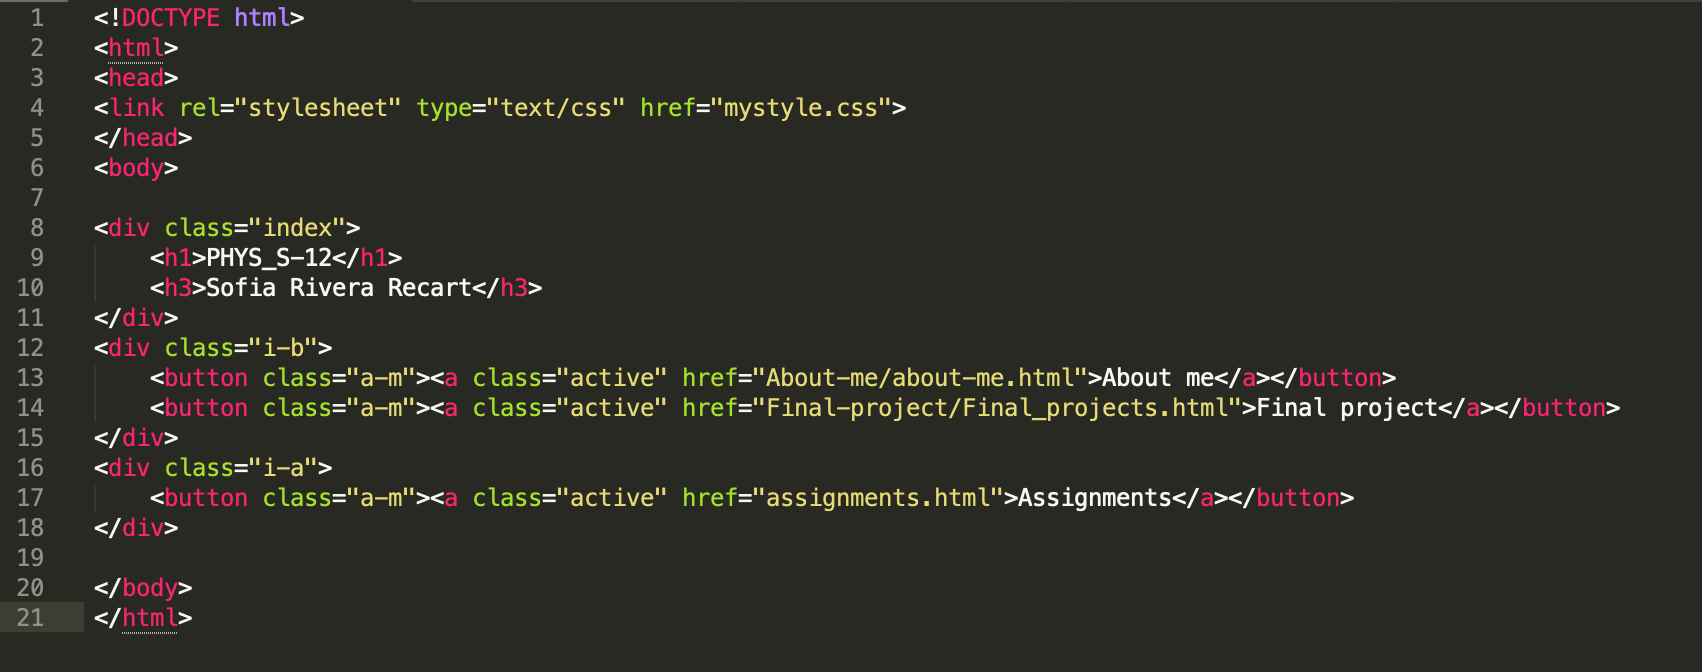 1 <!DOCTYPE html>
2 <html>
3 <head>
4 <link rel="stylesheet" type="text/css" href="mystyle.css">
5 </head>
6 <body>
7
8 <div class="index">
9     <h1>PHYS_S-12</h1>
10     <h3>Sofia Rivera Recart</h3>
11 </div>
12 <div class="i-b">
13     <button class="a-m"><a class="active" href="About-me/about-me.html">About me</a></button>
14     <button class="a-m"><a class="active" href="Final-project/Final_projects.html">Final project</a></button>
15 </div>
16 <div class="i-a">
17     <button class="a-m"><a class="active" href="assignments.html">Assignments</a></button>
18 </div>
19
20 </body>
21 </html>